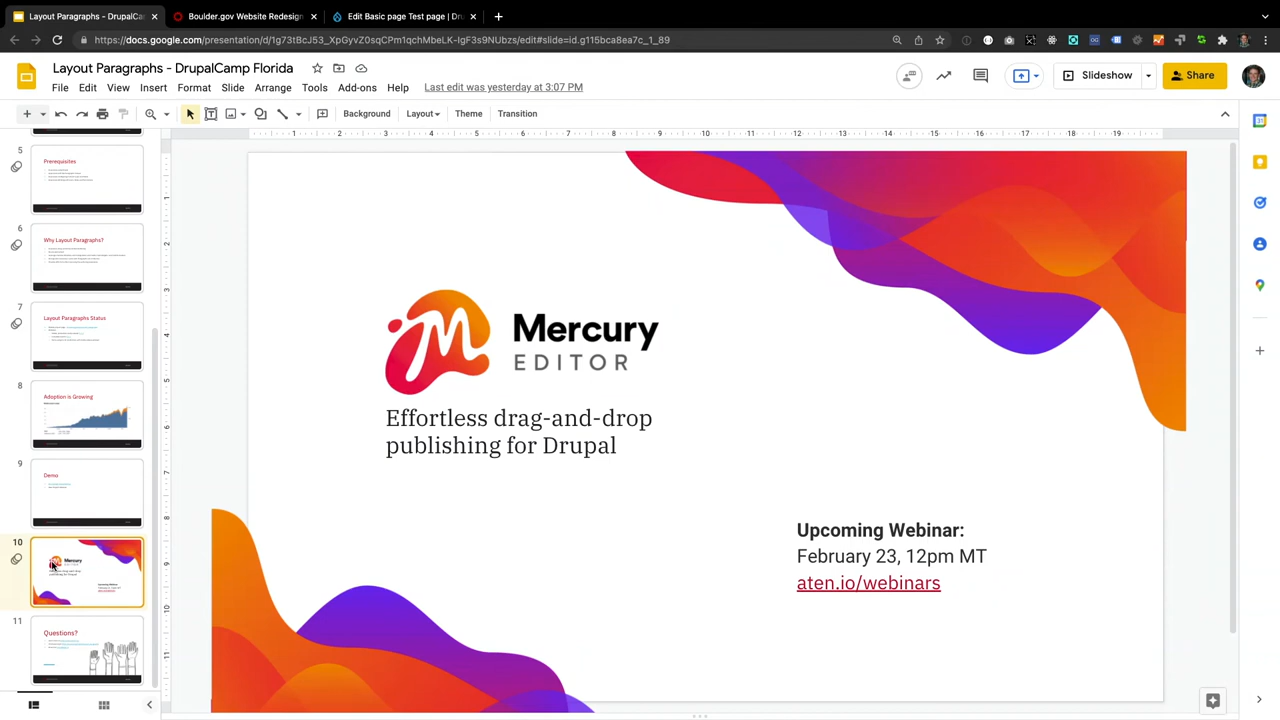 Layout Paragraphs - DrupalCa
Boulder.gov Website Redesign
Edit Basic page Test page | Dru
https://docs.google.com/presentation/d/1g73tBcJ53_XpGyvZ0sqCPm1qchMbeLK-IgF3s9NUbzs/edit#slide=id.g115bca8ea7c_1_89
Layout Paragraphs - DrupalCamp Florida
File Edit View Insert Format Slide Arrange Tools Add-ons Help Last edit was yesterday at 3:07 PM
Slideshow
Share
Background Layout Theme Transition
5
Prerequisites
6
Why Layout Paragraphs?
7
Layout Paragraphs Status
8
Adoption is Growing
9
Demo
10
Mercury
11
Questions?
Mercury
EDITOR
Effortless drag-and-drop
publishing for Drupal
Upcoming Webinar:
February 23, 12pm MT
aten.io/webinars